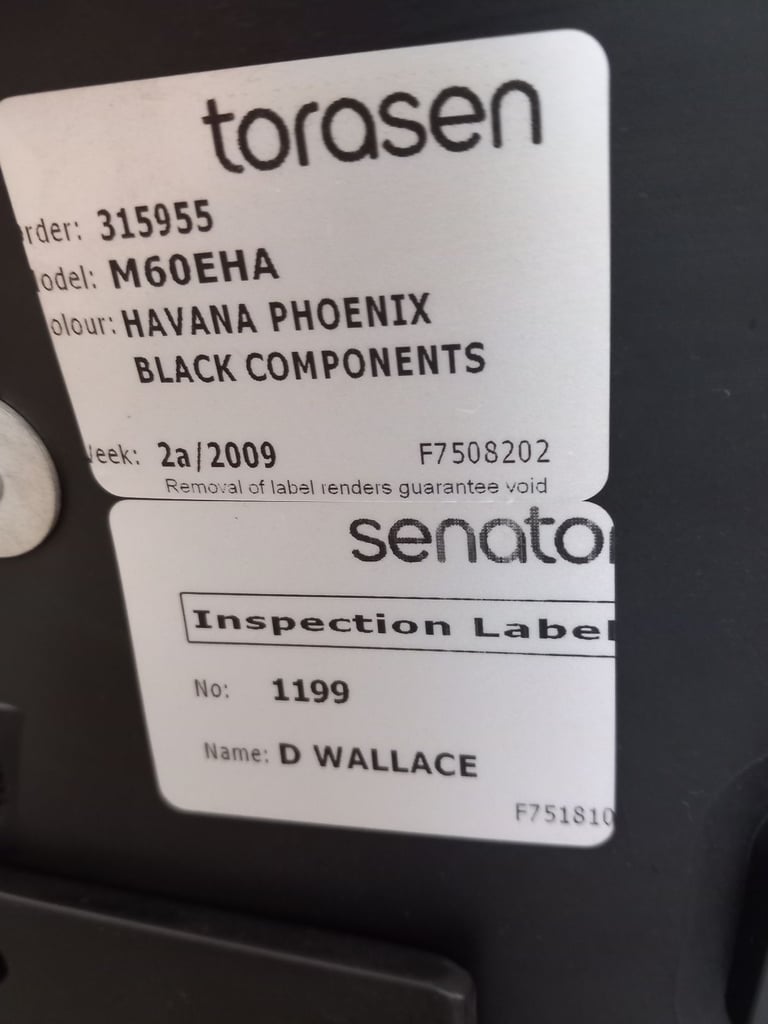 torasen
rder: 315955
odel: M60EHA
olour: HAVANA PHOENIX
BLACK COMPONENTS
eek: 2a/2009 F7508202
Removal of label renders guarantee void
senato
Inspection Label
No: 1199
Name: D WALLACE
F751810